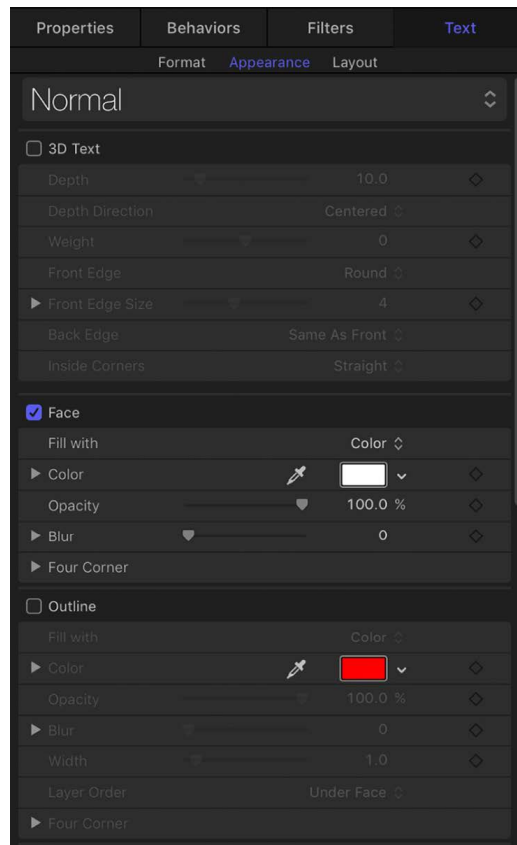 Properties Behaviors Filters Text
Format Appearance Layout
Normal
3D Text
Depth 10.0
Depth Direction Centered
Weight 0
Front Edge Round
Front Edge Size 4
Back Edge Same As Front
Inside Corners Straight
Face
Fill with Color
Color
Opacity 100.0 %
Blur 0
Four Corner
Outline
Fill with Color
Color
Opacity 100.0 %
Blur 0
Width 1.0
Layer Order Under Face
Four Corner